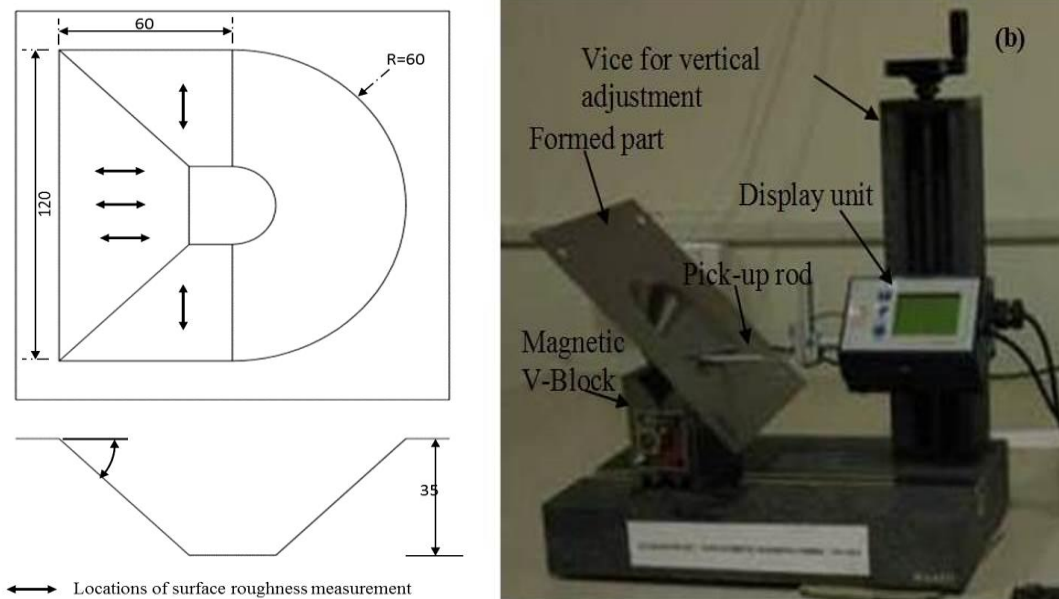 60
R=60
120
35
Locations of surface roughness measurement
(b)
Vice for vertical
adjustment
Formed part
Display unit
Pick-up rod
Magnetic
V-Block